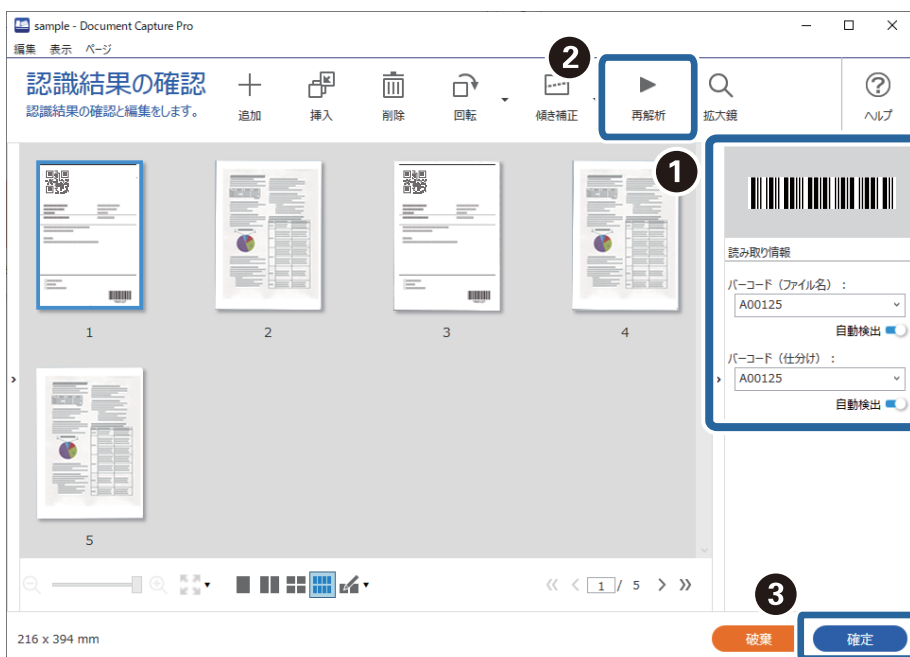 sample - Document Capture Pro
編集 表示 ページ
認識結果の確認
認識結果の確認と編集をします。
追加 挿入 削除 回転 傾き補正 再解析 拡大鏡 ヘルプ
2
1
読み取り情報
バーコード（ファイル名）：
A00125
自動検出
バーコード（仕分け）：
A00125
自動検出
1 2 3 4
5
1 / 5
3
216 x 394 mm
破棄 確定